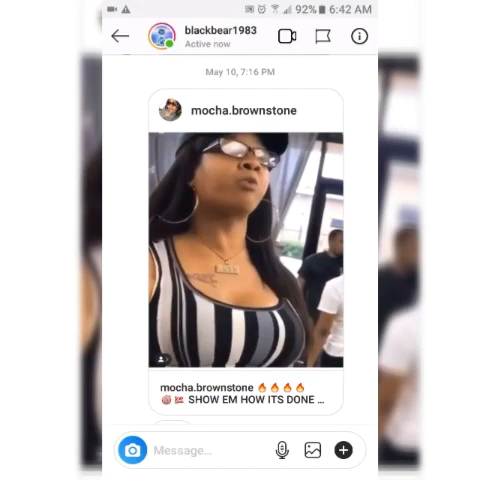 92% 6:42 AM
blackbear1983
Active now
May 10, 7:16 PM
mocha.brownstone
mocha.brownstone 🔥🔥🔥🔥
💯 SHOW EM HOW ITS DONE ...
Message...